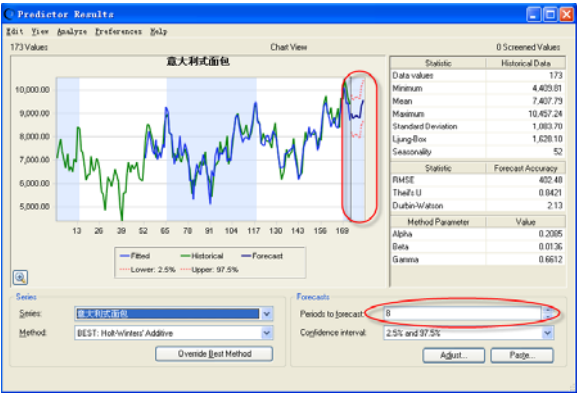 Predictor Results
Edit View Analyze Preferences Help
173 Values Chart View 0 Screened Values
意大利式面包
10,000.00
9,000.00
8,000.00
7,000.00
6,000.00
5,000.00
13 26 39 52 65 78 91 104 117 130 143 156 169
Fitted Historical Forecast
Lower: 2.5% Upper: 97.5%
Statistic Historical Data
Data values 173
Minimum 4,409.81
Mean 7,407.79
Maximum 10,457.24
Standard Deviation 1,083.70
Ljung-Box 1,628.10
Seasonality 52
Statistic Forecast Accuracy
RMSE 402.48
Theil's U 0.8421
Durbin-Watson 2.13
Method Parameter Value
Alpha 0.2085
Beta 0.0136
Gamma 0.6612
Series
Series: 意大利式面包
Method: BEST: Holt-Winters' Additive
Override Best Method
Forecasts
Periods to forecast: 8
Confidence interval: 2.5% and 97.5%
Adjust... Paste...